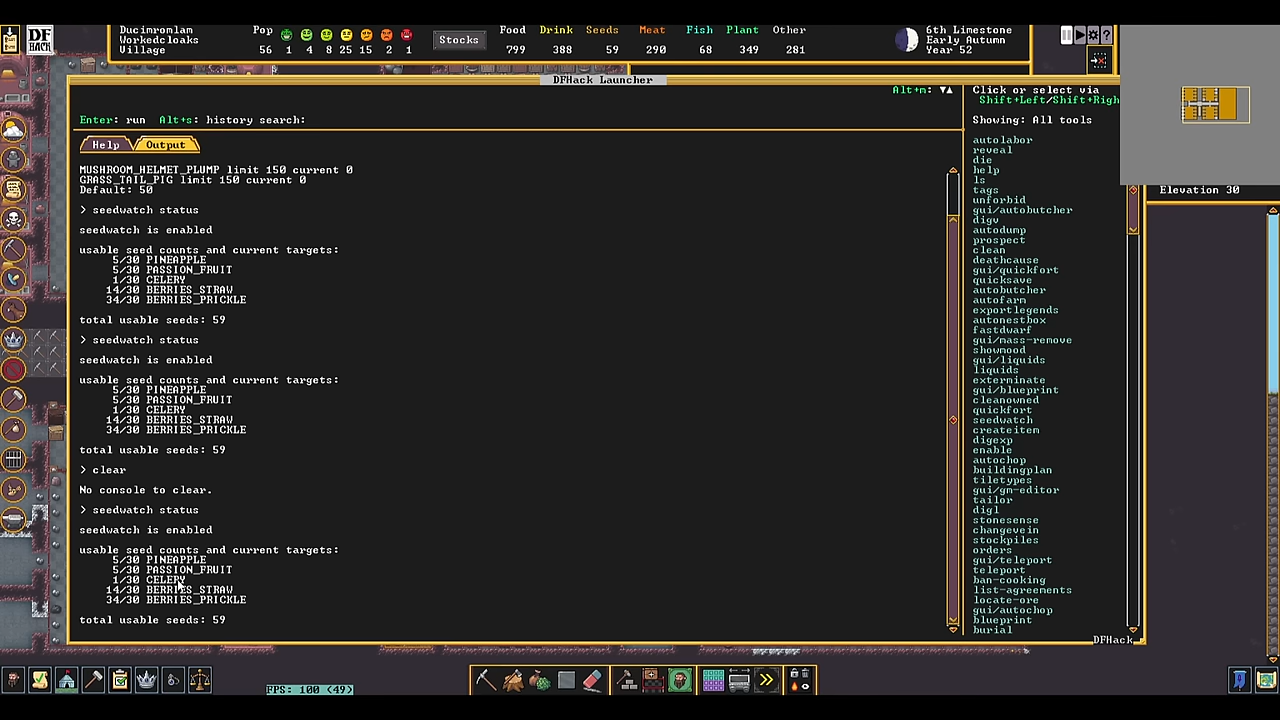 Ducimromlam
Workedcloaks
Village
Pop
56 1 4 8 25 15 2 1
Stocks
Food Drink Seeds Meat Fish Plant Other
799 388 59 290 68 349 281
6th Limestone
Early Autumn
Year 52
DF
HACK
DFHack Launcher
Alt+m:
Enter: run Alt+s: history search:
Help Output
MUSHROOM_HELMET_PLUMP limit 150 current 0
GRASS_TAIL_PIG limit 150 current 0
Default: 50
> seedwatch status
seedwatch is enabled
usable seed counts and current targets:
5/30 PINEAPPLE
5/30 PASSION_FRUIT
1/30 CELERY
14/30 BERRIES_STRAW
34/30 BERRIES_PRICKLE
total usable seeds: 59
> seedwatch status
seedwatch is enabled
usable seed counts and current targets:
5/30 PINEAPPLE
5/30 PASSION_FRUIT
1/30 CELERY
14/30 BERRIES_STRAW
34/30 BERRIES_PRICKLE
total usable seeds: 59
> clear
No console to clear.
> seedwatch status
seedwatch is enabled
usable seed counts and current targets:
5/30 PINEAPPLE
5/30 PASSION_FRUIT
1/30 CELERY
14/30 BERRIES_STRAW
34/30 BERRIES_PRICKLE
total usable seeds: 59
Click or select via
Shift+Left/Shift+Righ
Showing: All tools
autolabor
reveal
die
help
ls
tags
unforbid
gui/autobutcher
digv
autodump
prospect
clean
deathcause
gui/quickfort
quicksave
autobutcher
autofarm
exportlegends
autonestbox
fastdwarf
gui/mass-remove
showmood
gui/liquids
liquids
exterminate
gui/blueprint
cleanowned
quickfort
seedwatch
createitem
digexp
enable
autochop
buildingplan
tiletypes
gui/gm-editor
tailor
digl
stonesense
changevein
stockpiles
orders
gui/teleport
teleport
ban-cooking
list-agreements
locate-ore
gui/autochop
blueprint
burial
DFHack
Elevation 30
FPS: 100 (49)